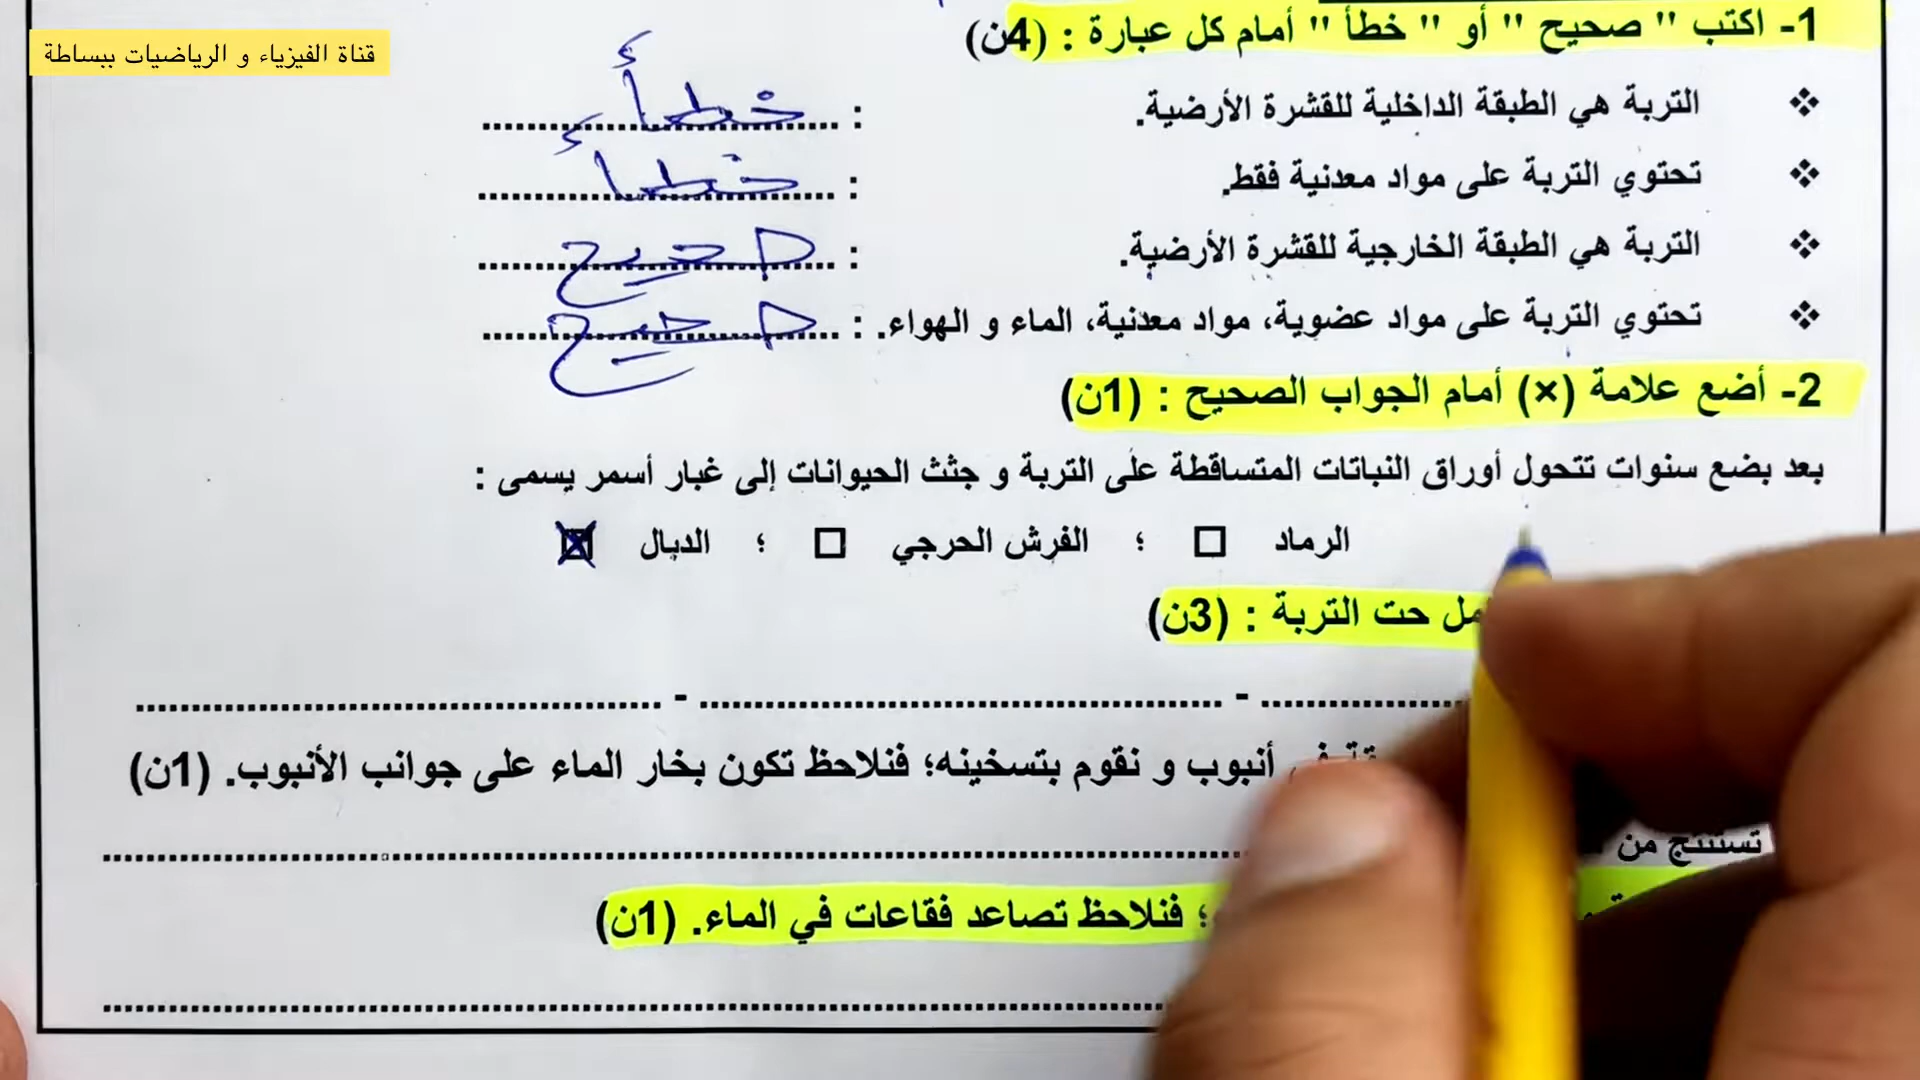 قناة الفيزياء و الرياضيات ببساطة
1- اكتب " صحيح " أو " خطأ " أمام كل عبارة : (4ن)
❖ التربة هي الطبقة الداخلية للقشرة الأرضية. : خطأ
❖ تحتوي التربة على مواد معدنية فقط. : خطأ
❖ التربة هي الطبقة الخارجية للقشرة الأرضية. : صحيح
❖ تحتوي التربة على مواد عضوية، مواد معدنية، الماء و الهواء. : صحيح
2- أضع علامة (×) أمام الجواب الصحيح : (1ن)
بعد بضع سنوات تتحول أوراق النباتات المتساقطة على التربة و جثث الحيوانات إلى غبار أسمر يسمى :
الرماد □ ؛ الفرش الحرجي □ ؛ الدبال ☒
حت التربة : (3ن)
- -
في أنبوب و نقوم بتسخينه؛ فنلاحظ تكون بخار الماء على جوانب الأنبوب. (1ن)
تستنتج من
؛ فنلاحظ تصاعد فقاعات في الماء. (1ن)